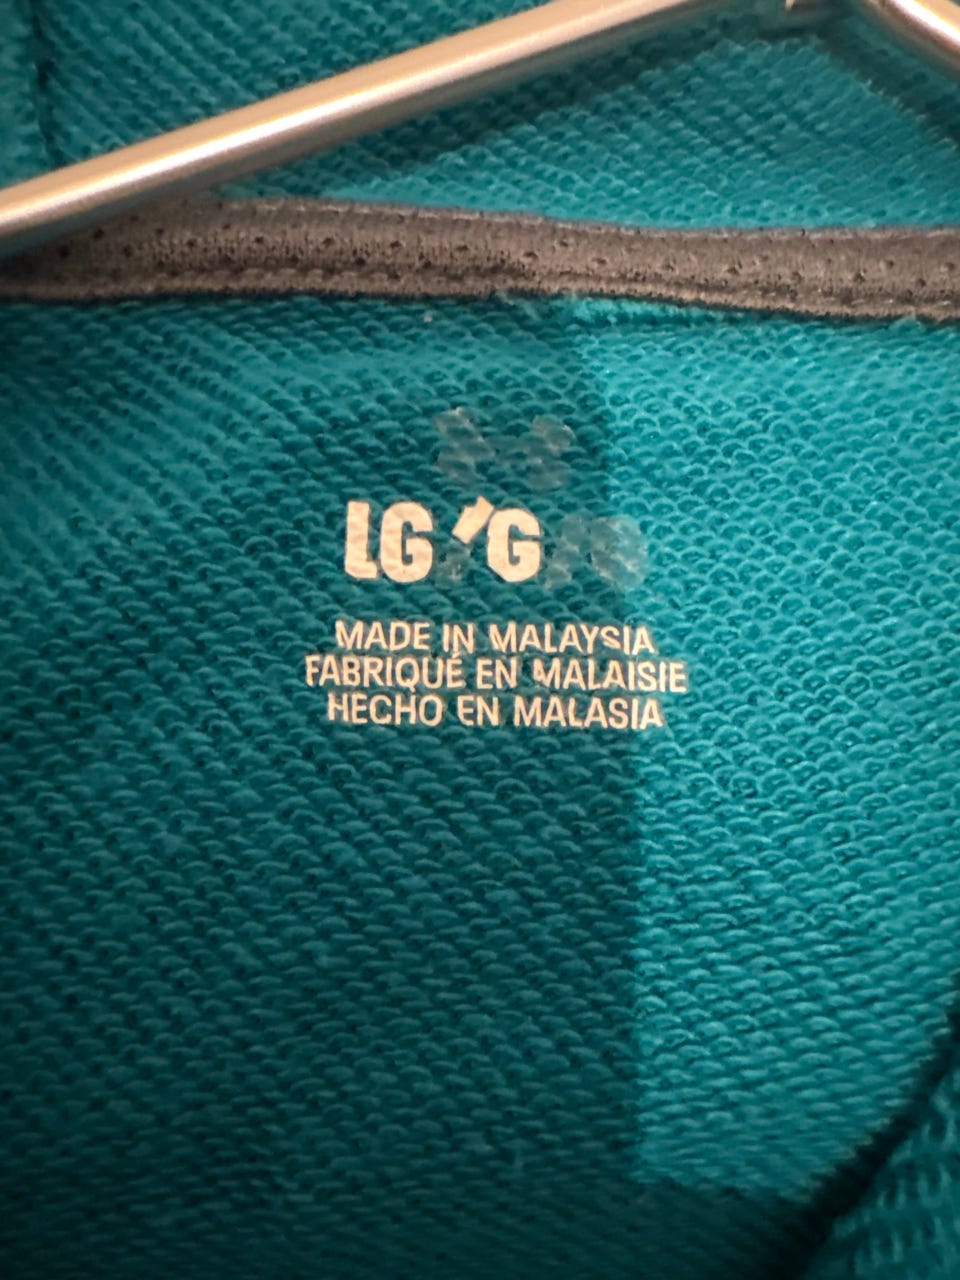 LG G
MADE IN MALAYSIA
FABRIQUÉ EN MALAISIE
HECHO EN MALASIA